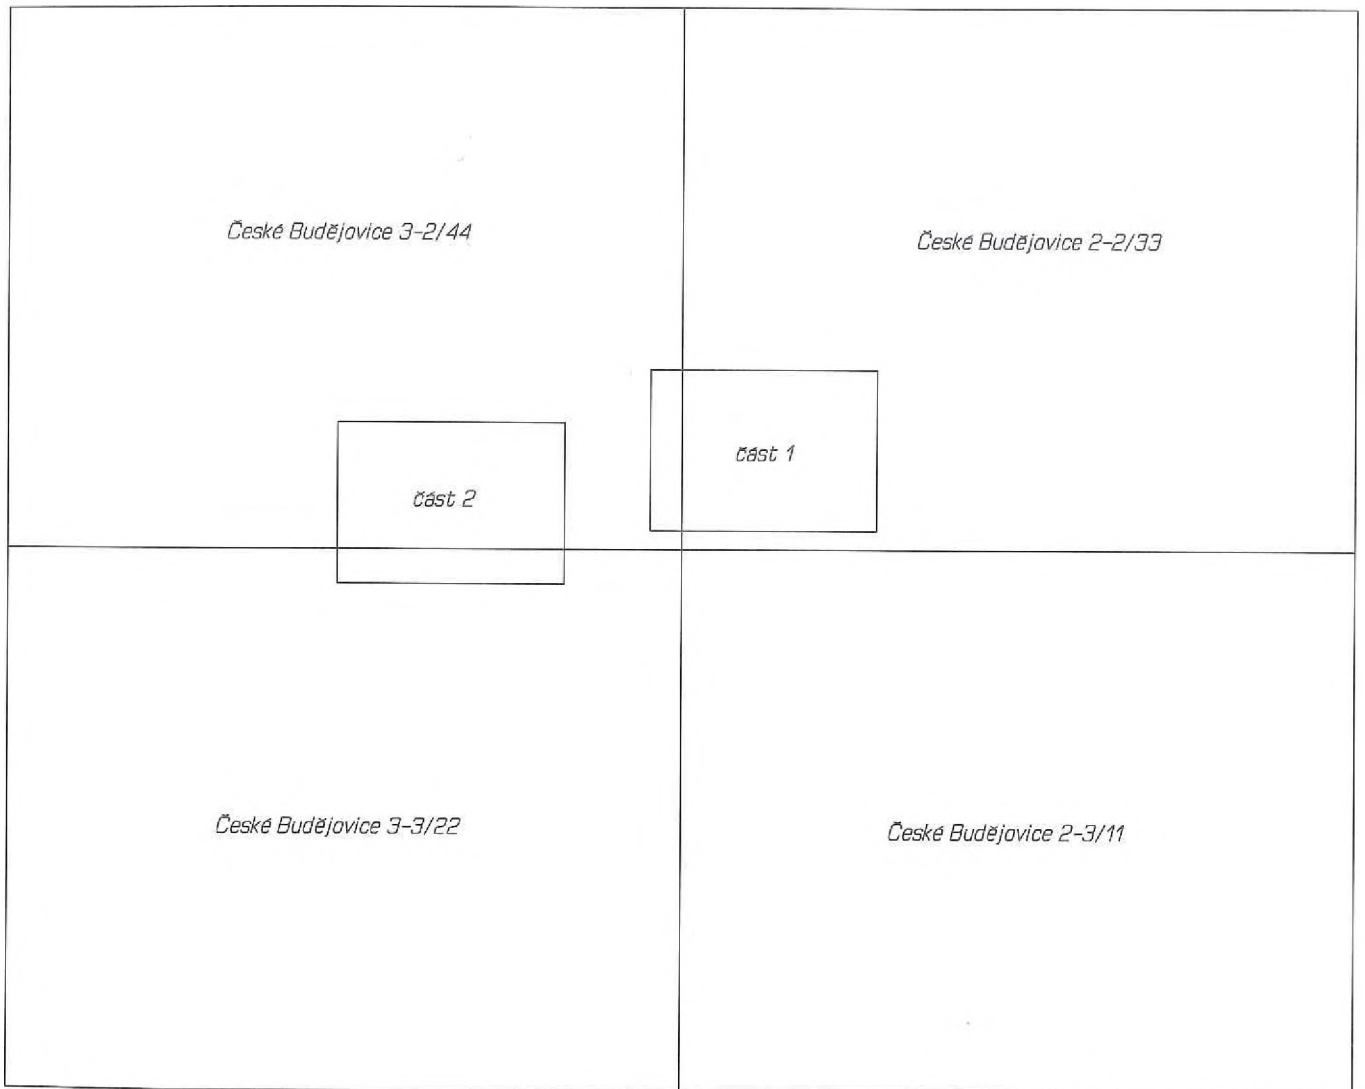 České Budějovice 3-2/44
České Budějovice 2-2/33
část 1
část 2
České Budějovice 3-3/22
České Budějovice 2-3/11